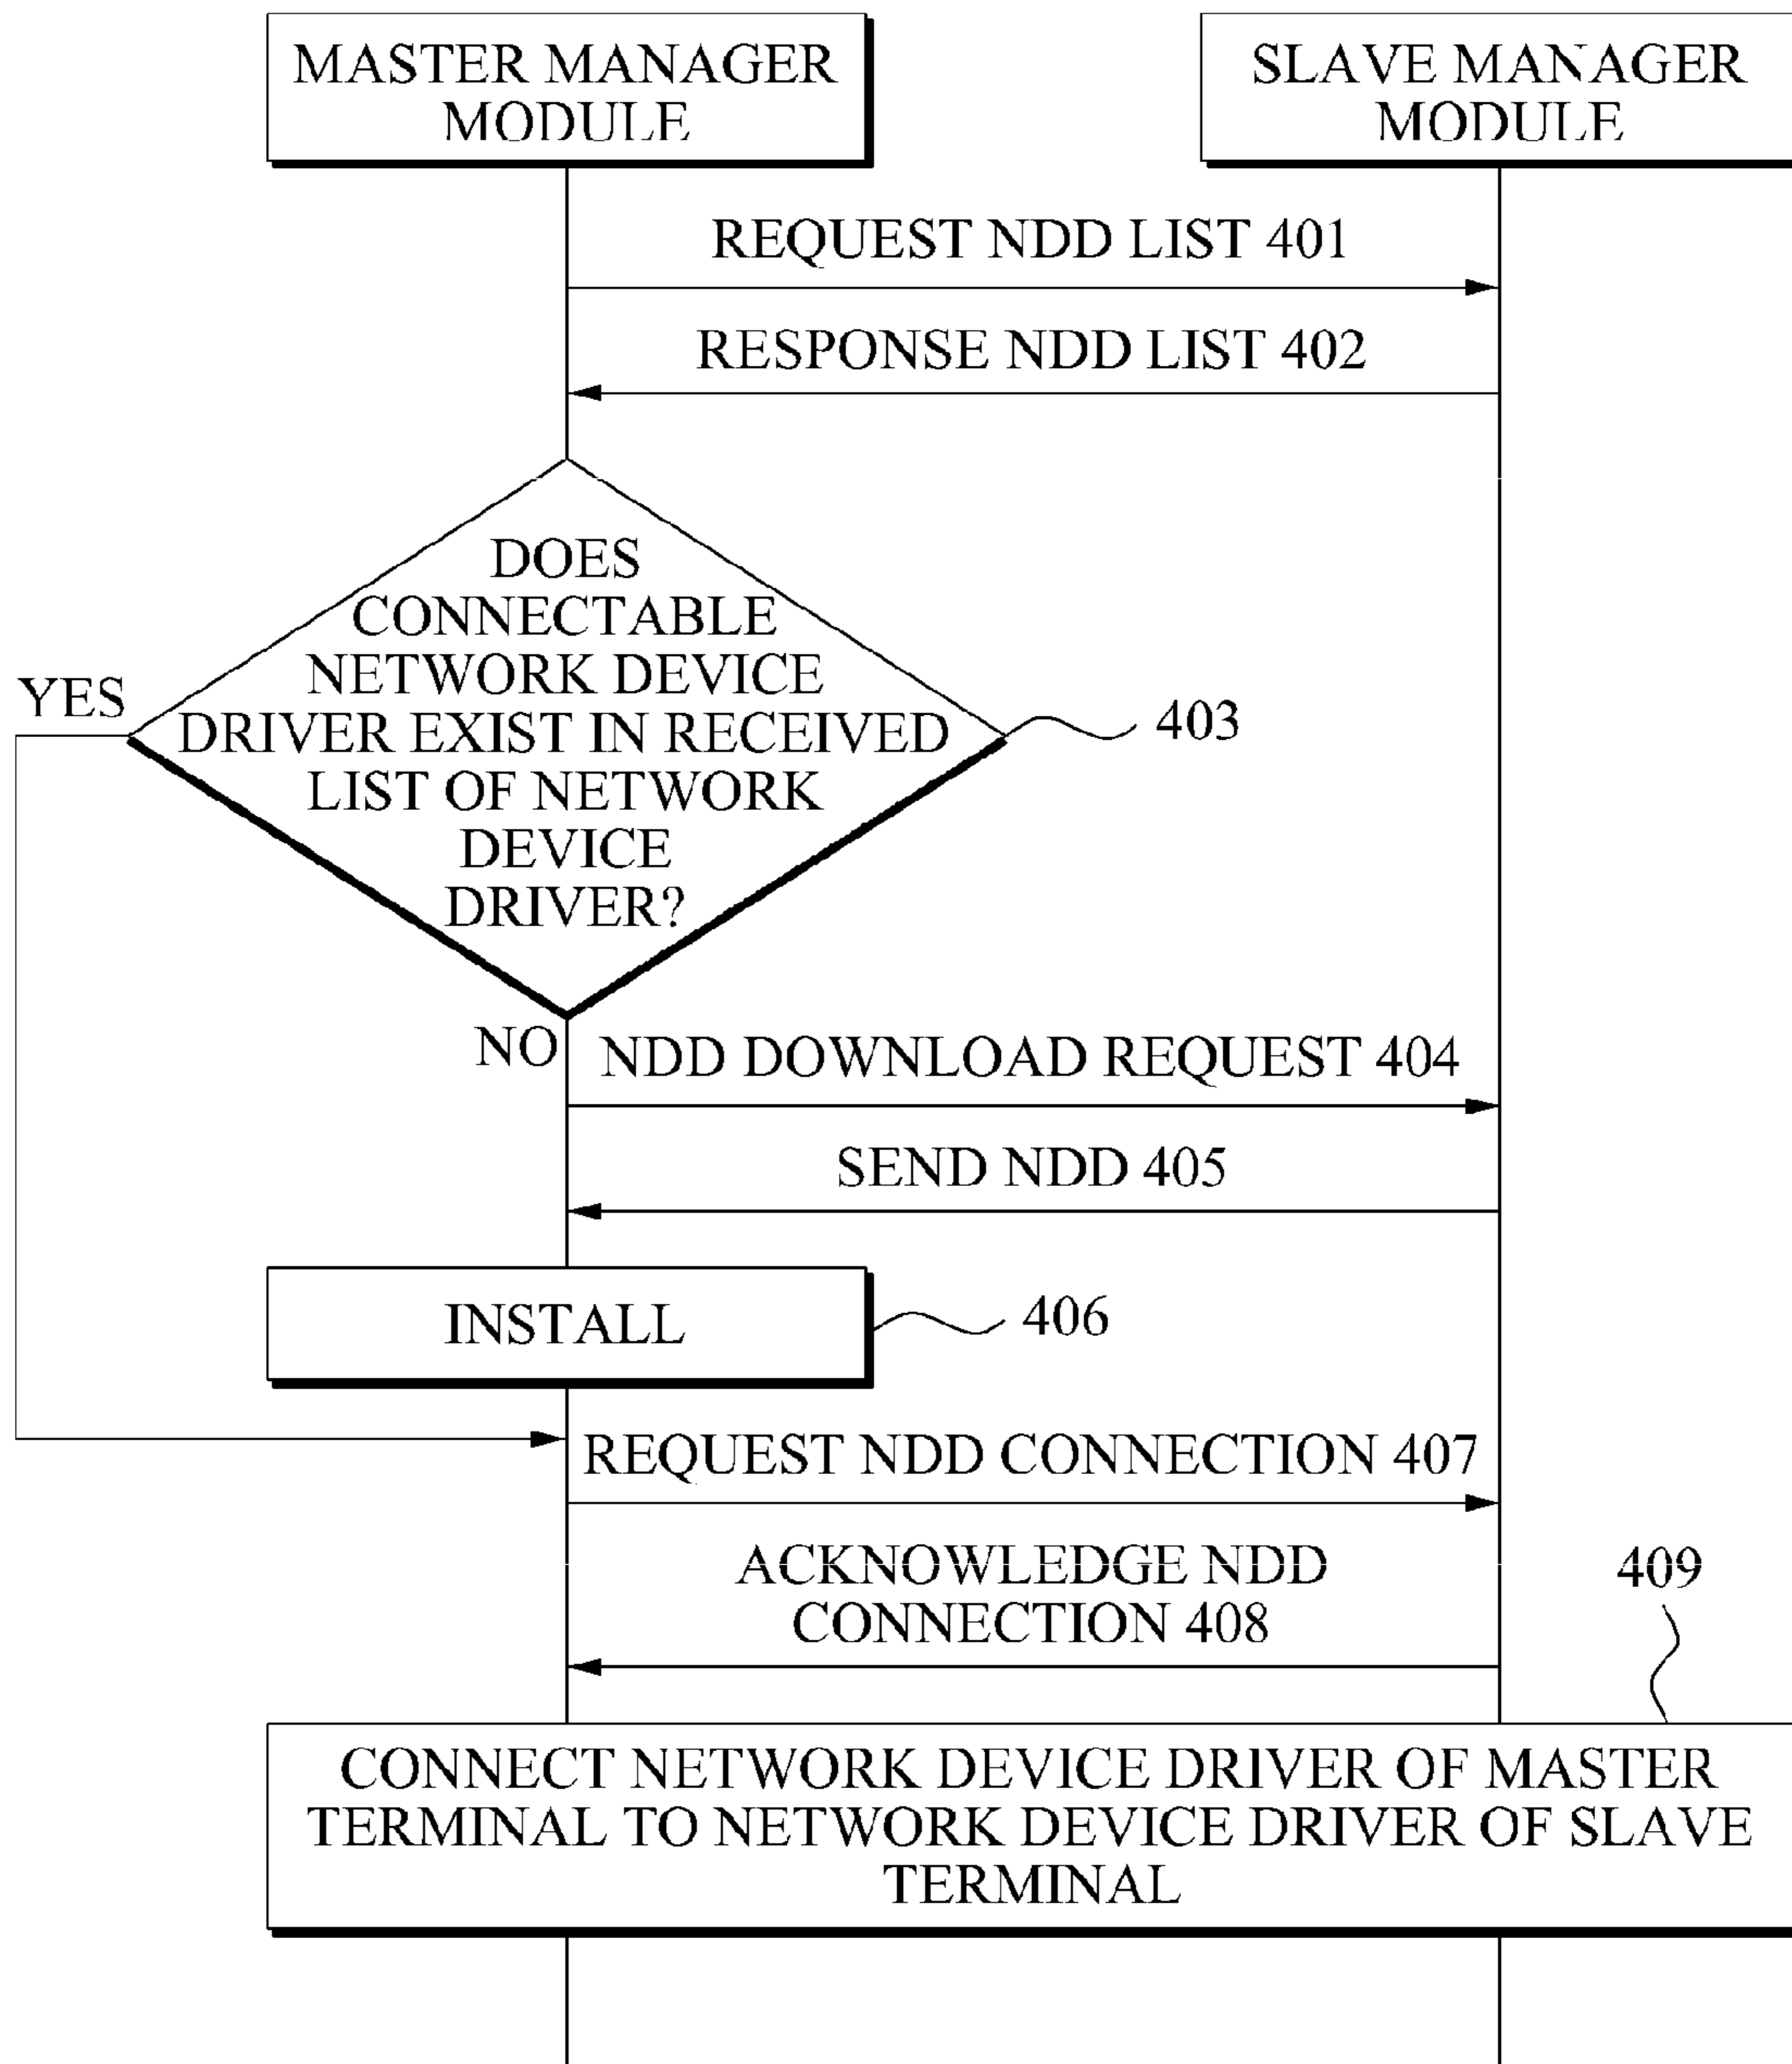 MASTER MANAGER
MODULE
SLAVE MANAGER
MODULE
REQUEST NDD LIST 401
RESPONSE NDD LIST 402
DOES
CONNECTABLE
NETWORK DEVICE
DRIVER EXIST IN RECEIVED
LIST OF NETWORK
DEVICE
DRIVER?
YES
403
NO
NDD DOWNLOAD REQUEST 404
SEND NDD 405
INSTALL
406
REQUEST NDD CONNECTION 407
ACKNOWLEDGE NDD
CONNECTION 408
409
CONNECT NETWORK DEVICE DRIVER OF MASTER
TERMINAL TO NETWORK DEVICE DRIVER OF SLAVE
TERMINAL